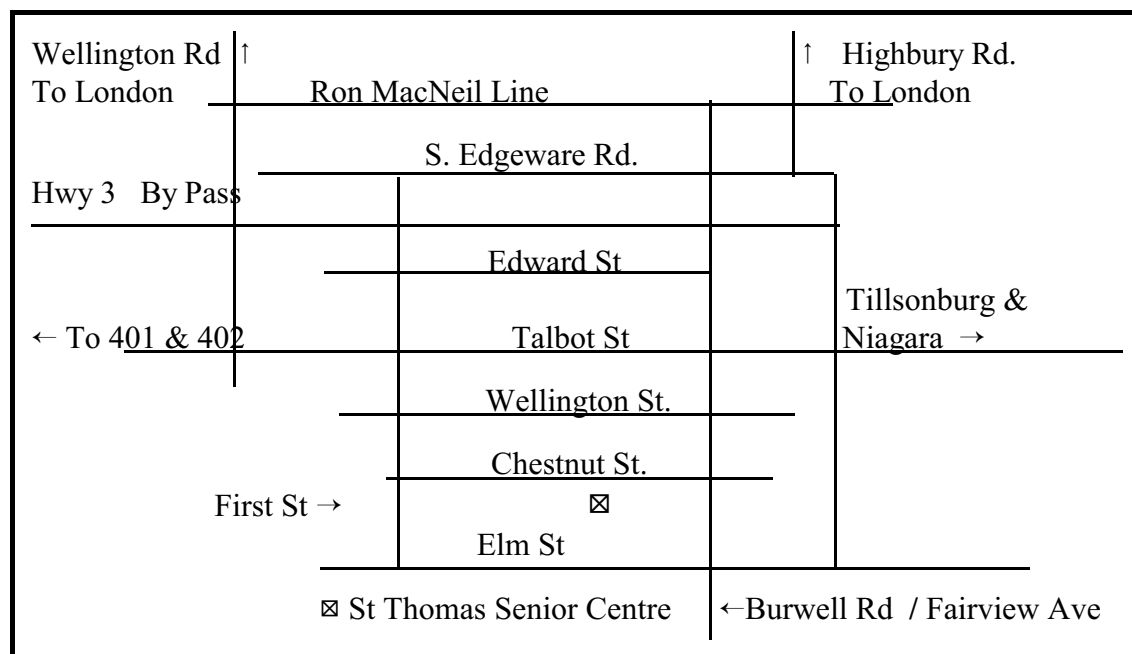 Wellington Rd ↑
To London
↑ Highbury Rd.
To London
Ron MacNeil Line
S. Edgeware Rd.
Hwy 3 By Pass
Edward St
Tillsonburg &
Niagara →
← To 401 & 402
Talbot St
Wellington St.
Chestnut St.
First St →
☒
Elm St
☒ St Thomas Senior Centre
←Burwell Rd / Fairview Ave